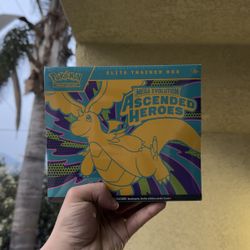 POKÉMON
ELITE TRAINER BOX
MEGA EVOLUTION
ASCENDED
HEROES